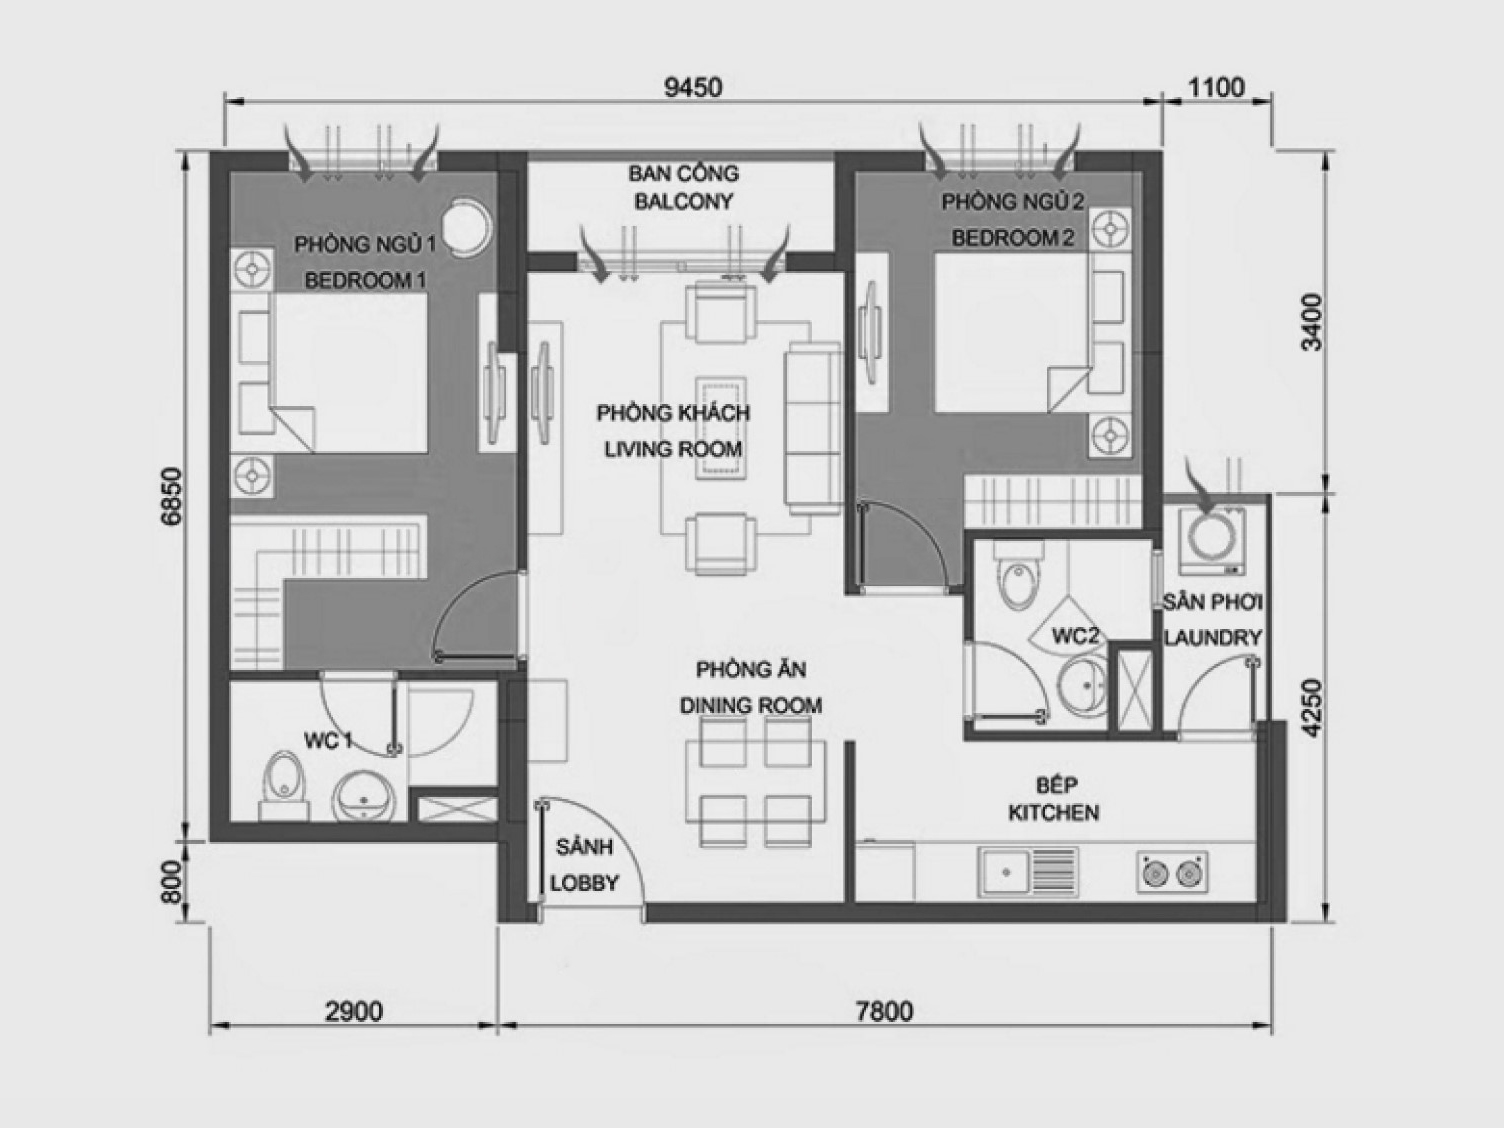 9450
1100
BAN CÔNG
BALCONY
PHÒNG NGỦ 1
BEDROOM 1
PHÒNG NGỦ 2
BEDROOM 2
3400
PHÒNG KHÁCH
LIVING ROOM
6850
SÂN PHƠI
LAUNDRY
WC2
PHÒNG ĂN
DINING ROOM
4250
WC 1
BẾP
KITCHEN
SẢNH
LOBBY
800
2900
7800